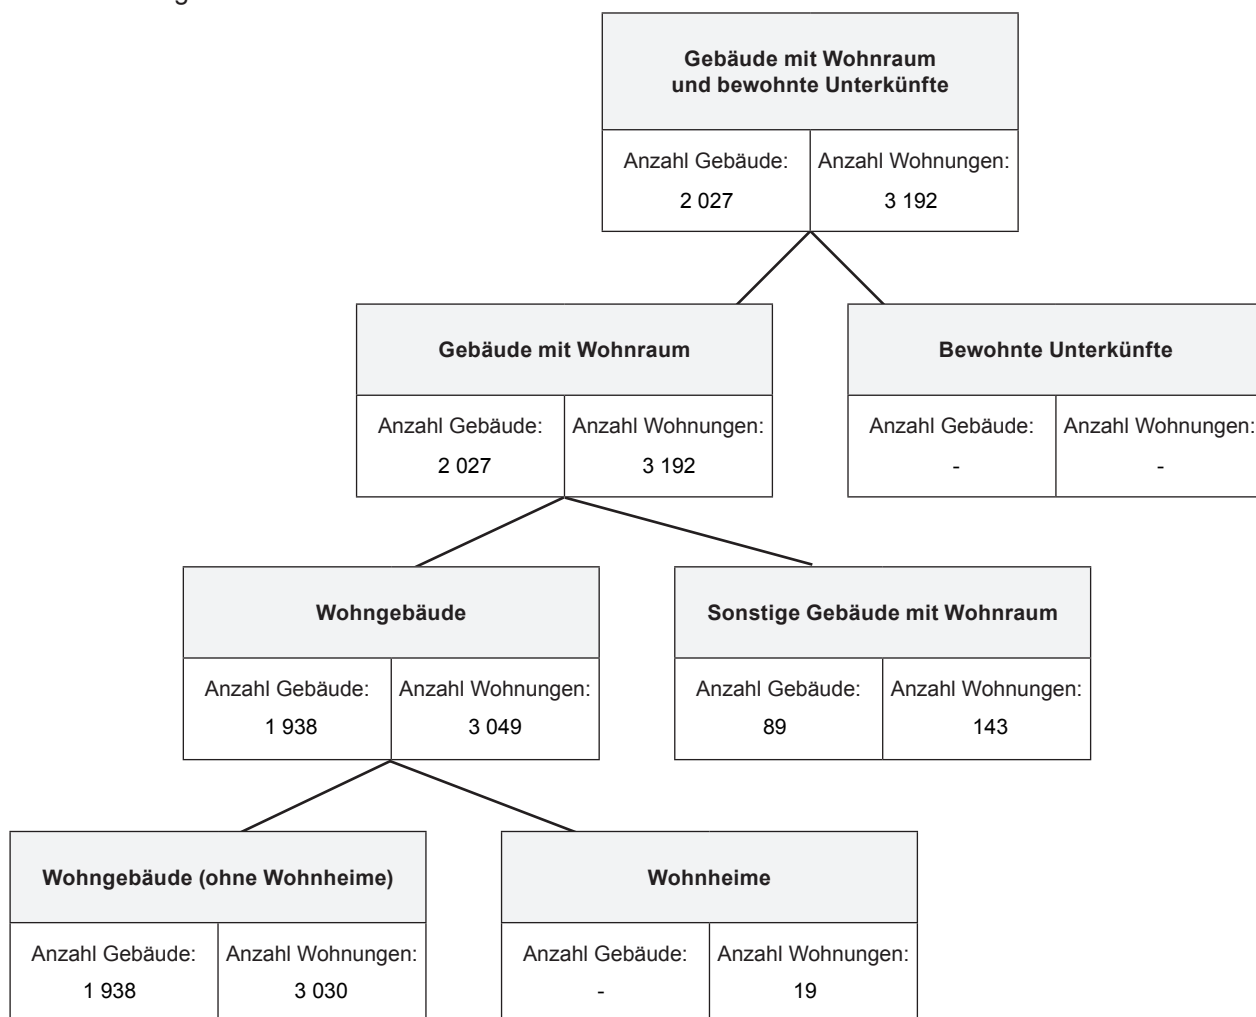 Gebäude mit Wohnraum
und bewohnte Unterkünfte
Anzahl Gebäude: Anzahl Wohnungen:
2 027 3 192
Gebäude mit Wohnraum
Anzahl Gebäude: Anzahl Wohnungen:
2 027 3 192
Bewohnte Unterkünfte
Anzahl Gebäude: Anzahl Wohnungen:
- -
Wohngebäude
Anzahl Gebäude: Anzahl Wohnungen:
1 938 3 049
Sonstige Gebäude mit Wohnraum
Anzahl Gebäude: Anzahl Wohnungen:
89 143
Wohngebäude (ohne Wohnheime)
Anzahl Gebäude: Anzahl Wohnungen:
1 938 3 030
Wohnheime
Anzahl Gebäude: Anzahl Wohnungen:
- 19